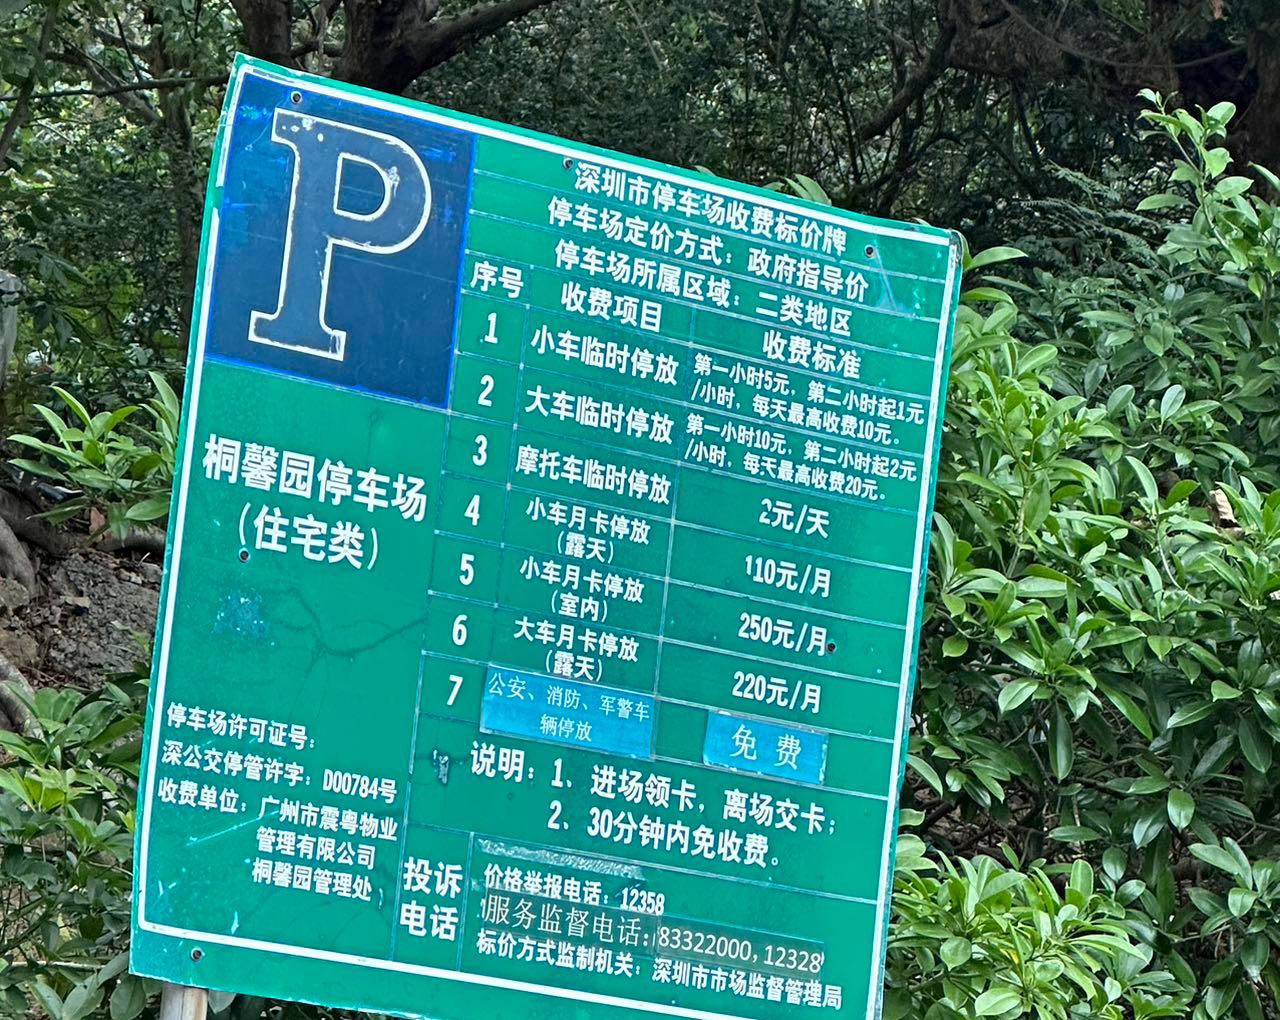 P
深圳市停车场收费标价牌
停车场定价方式：政府指导价
停车场所属区域：二类地区
序号 收费项目 收费标准
1 小车临时停放 第一小时5元，第二小时起1元
/小时，每天最高收费10元。
2 大车临时停放 第一小时10元，第二小时起2元
/小时，每天最高收费20元。
3 摩托车临时停放 2元/天
4 小车月卡停放
（露天） 110元/月
5 小车月卡停放
（室内） 250元/月
6 大车月卡停放
（露天） 220元/月
7 公安、消防、军警车
辆停放 免费
说明：1、进场领卡，离场交卡；
2、30分钟内免收费。
桐馨园停车场
（住宅类）
停车场许可证号：
深公交停管许字：D00784号
收费单位：广州市震粤物业
管理有限公司
桐馨园管理处
投诉
电话
价格举报电话：12358
服务监督电话：83322000,12328
标价方式监制机关：深圳市市场监督管理局